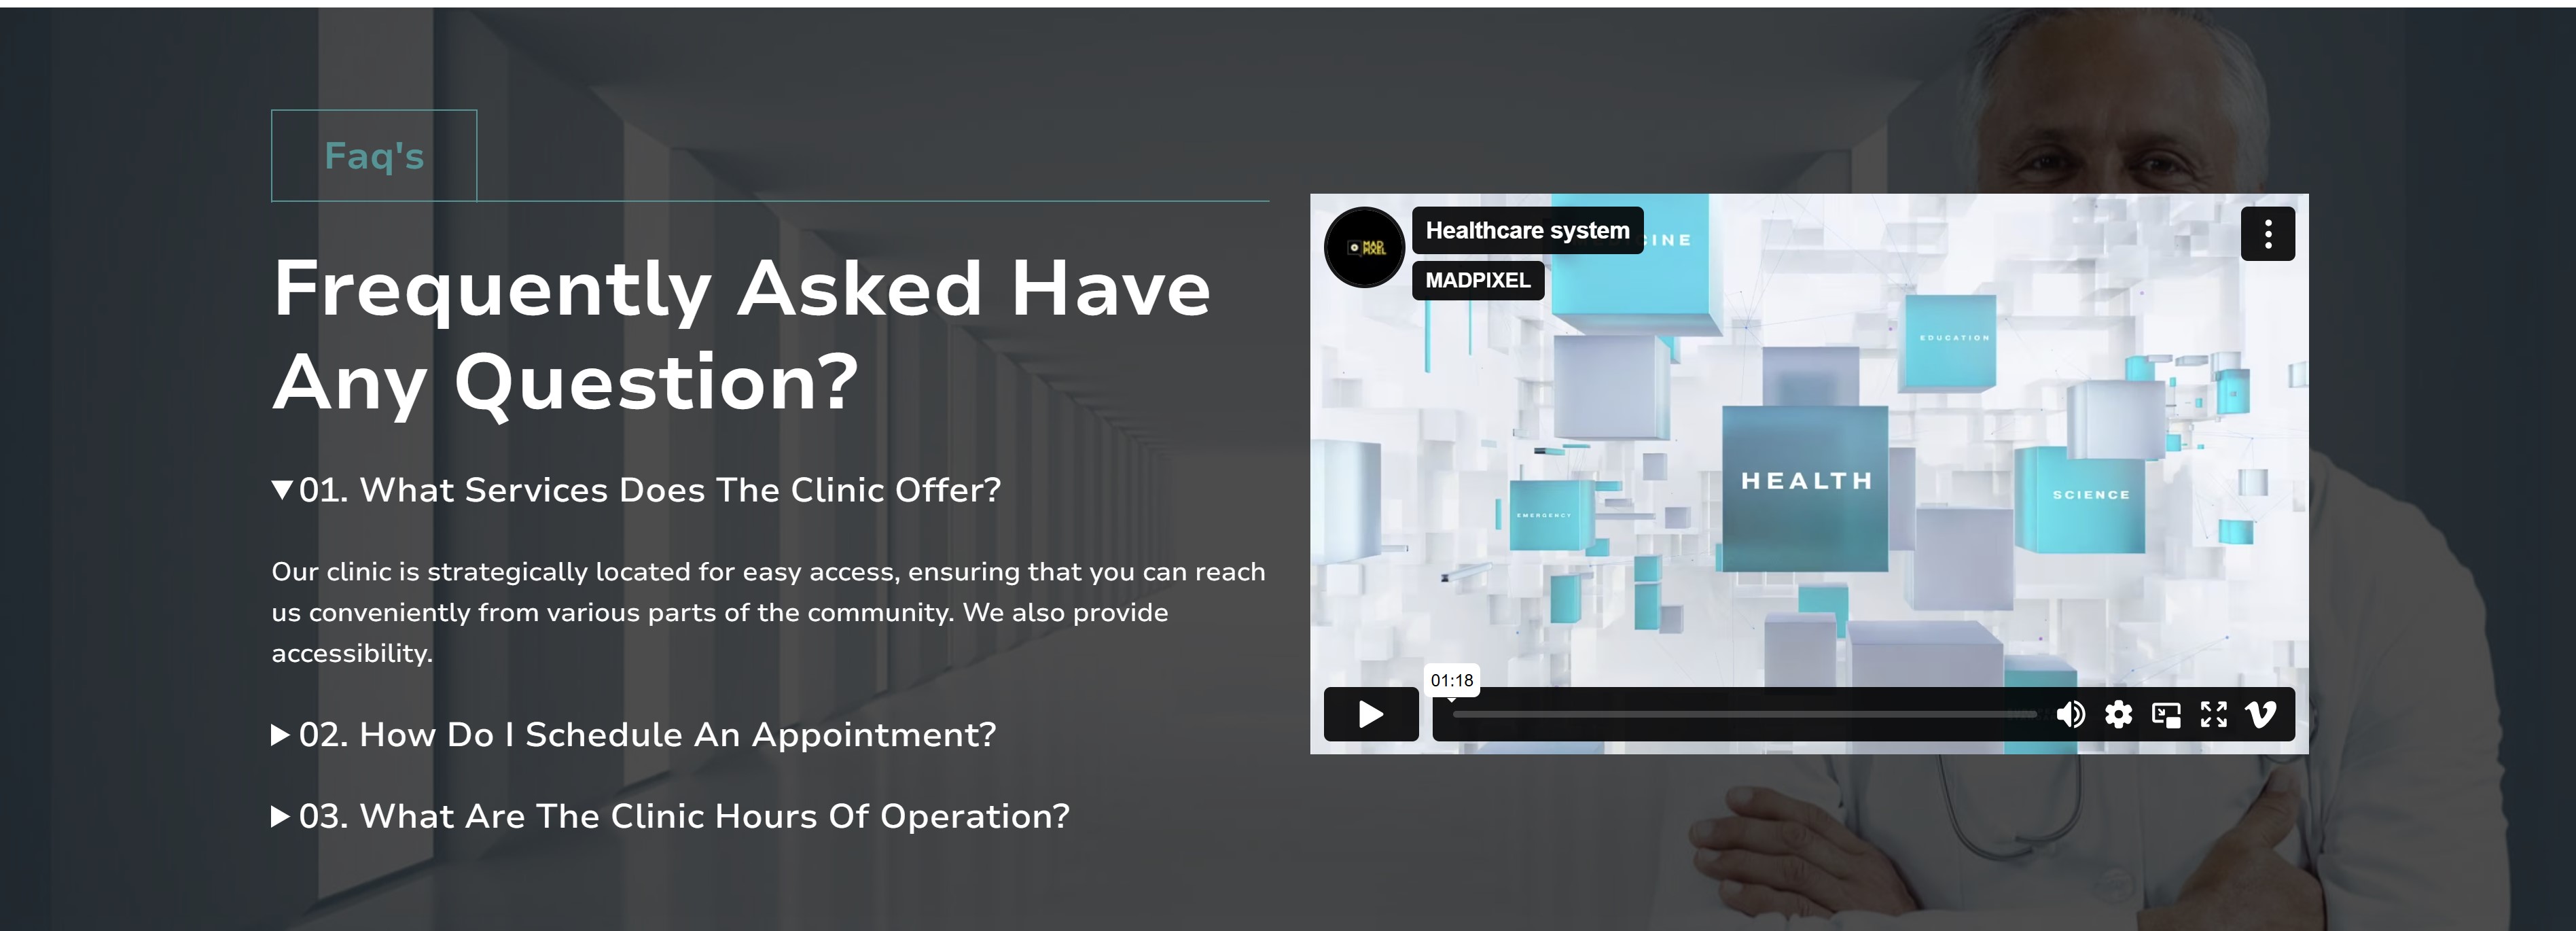 Faq's
Frequently Asked Have
Any Question?
01. What Services Does The Clinic Offer?
Our clinic is strategically located for easy access, ensuring that you can reach
us conveniently from various parts of the community. We also provide
accessibility.
02. How Do I Schedule An Appointment?
03. What Are The Clinic Hours Of Operation?
MAD
PIXEL
Healthcare system
MADPIXEL
CINE
EDUCATION
HEALTH
SCIENCE
EMERGENCY
01:18